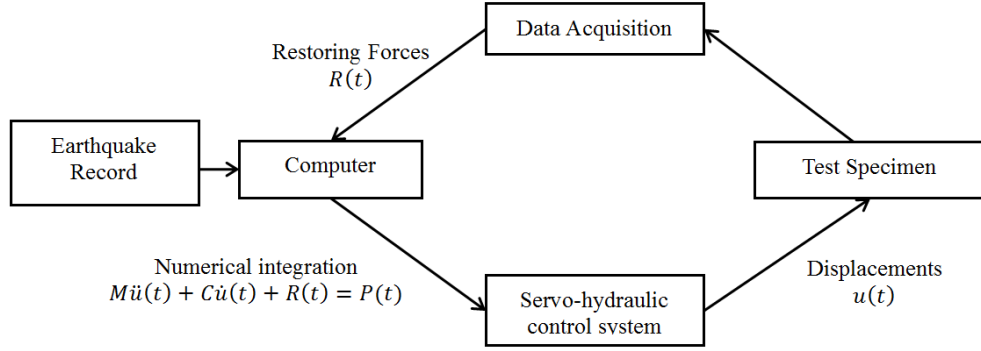 Data Acquisition
Restoring Forces
R(t)
Earthquake
Record
Computer
Test Specimen
Numerical integration
Mü(t) + Cu̇(t) + R(t) = P(t)
Servo-hydraulic
control system
Displacements
u(t)